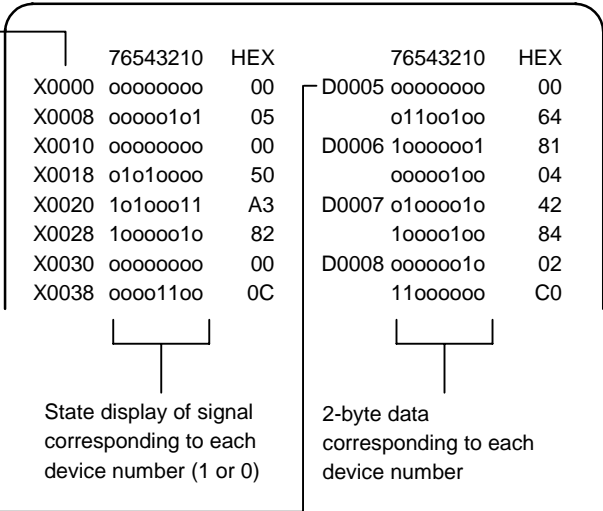 76543210 HEX 76543210 HEX
X0000 oooooooo 00 D0005 oooooooo 00
X0008 ooooo1o1 05 o11oo1oo 64
X0010 oooooooo 00 D0006 1oooooo1 81
X0018 o1o1oooo 50 ooooo1oo 04
X0020 1o1ooo11 A3 D0007 o1oooo1o 42
X0028 1ooooo1o 82 1oooo1oo 84
X0030 oooooooo 00 D0008 oooooo1o 02
X0038 oooo11oo 0C 11oooooo C0
State display of signal
corresponding to each
device number (1 or 0)
2-byte data
corresponding to each
device number